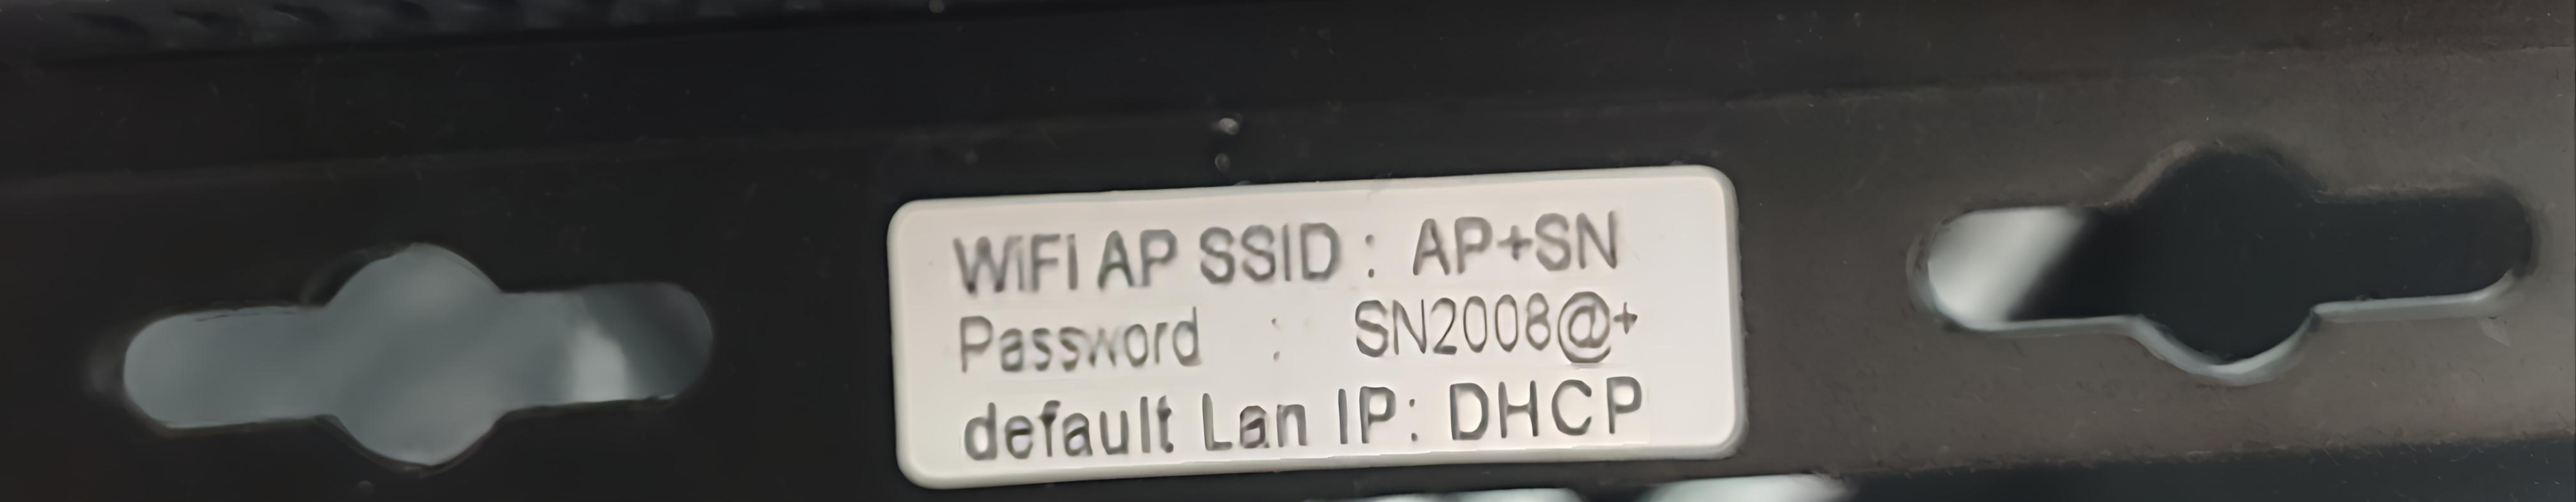 WiFi AP SSID : AP+SN
Password : SN2008@+
default Lan IP: DHCP